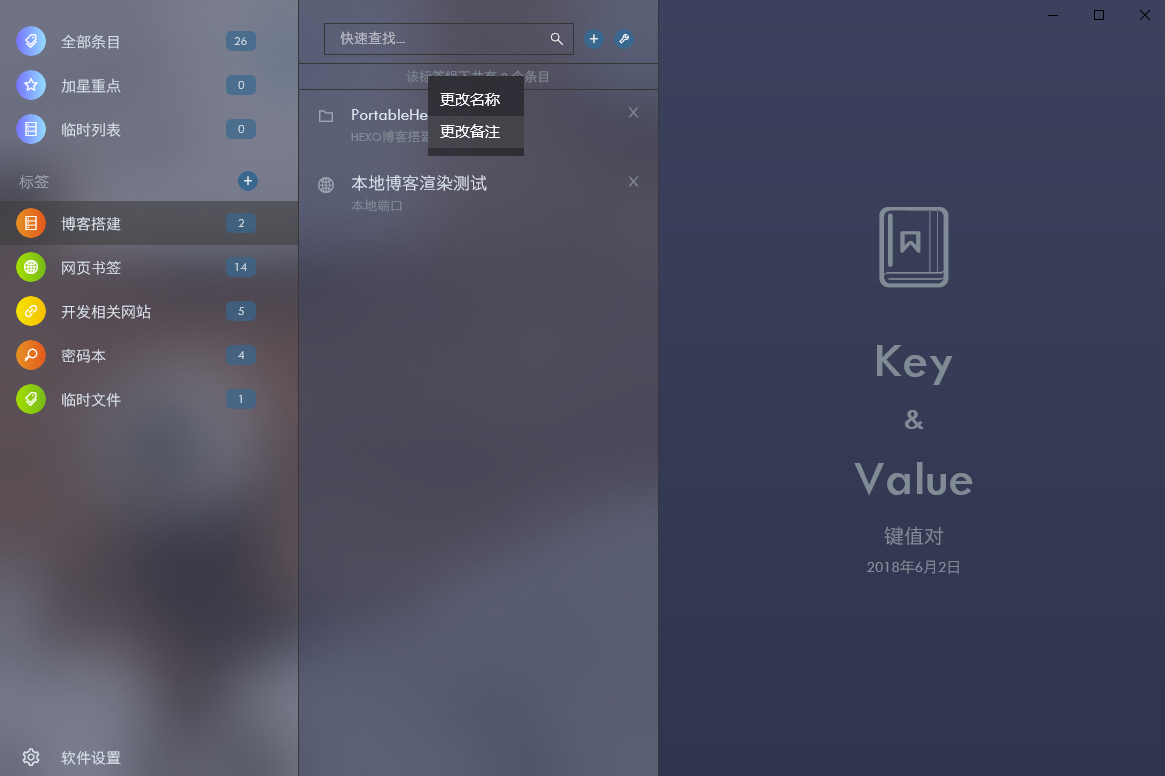 全部条目
26
加星重点
0
临时列表
0
标签
博客搭建
2
网页书签
14
开发相关网站
5
密码本
4
临时文件
1
软件设置
快速查找...
该标签组下共有 个条目
更改名称
更改备注
PortableHe
HEXO博客搭建
本地博客渲染测试
本地端口
Key
&
Value
键值对
2018年6月2日